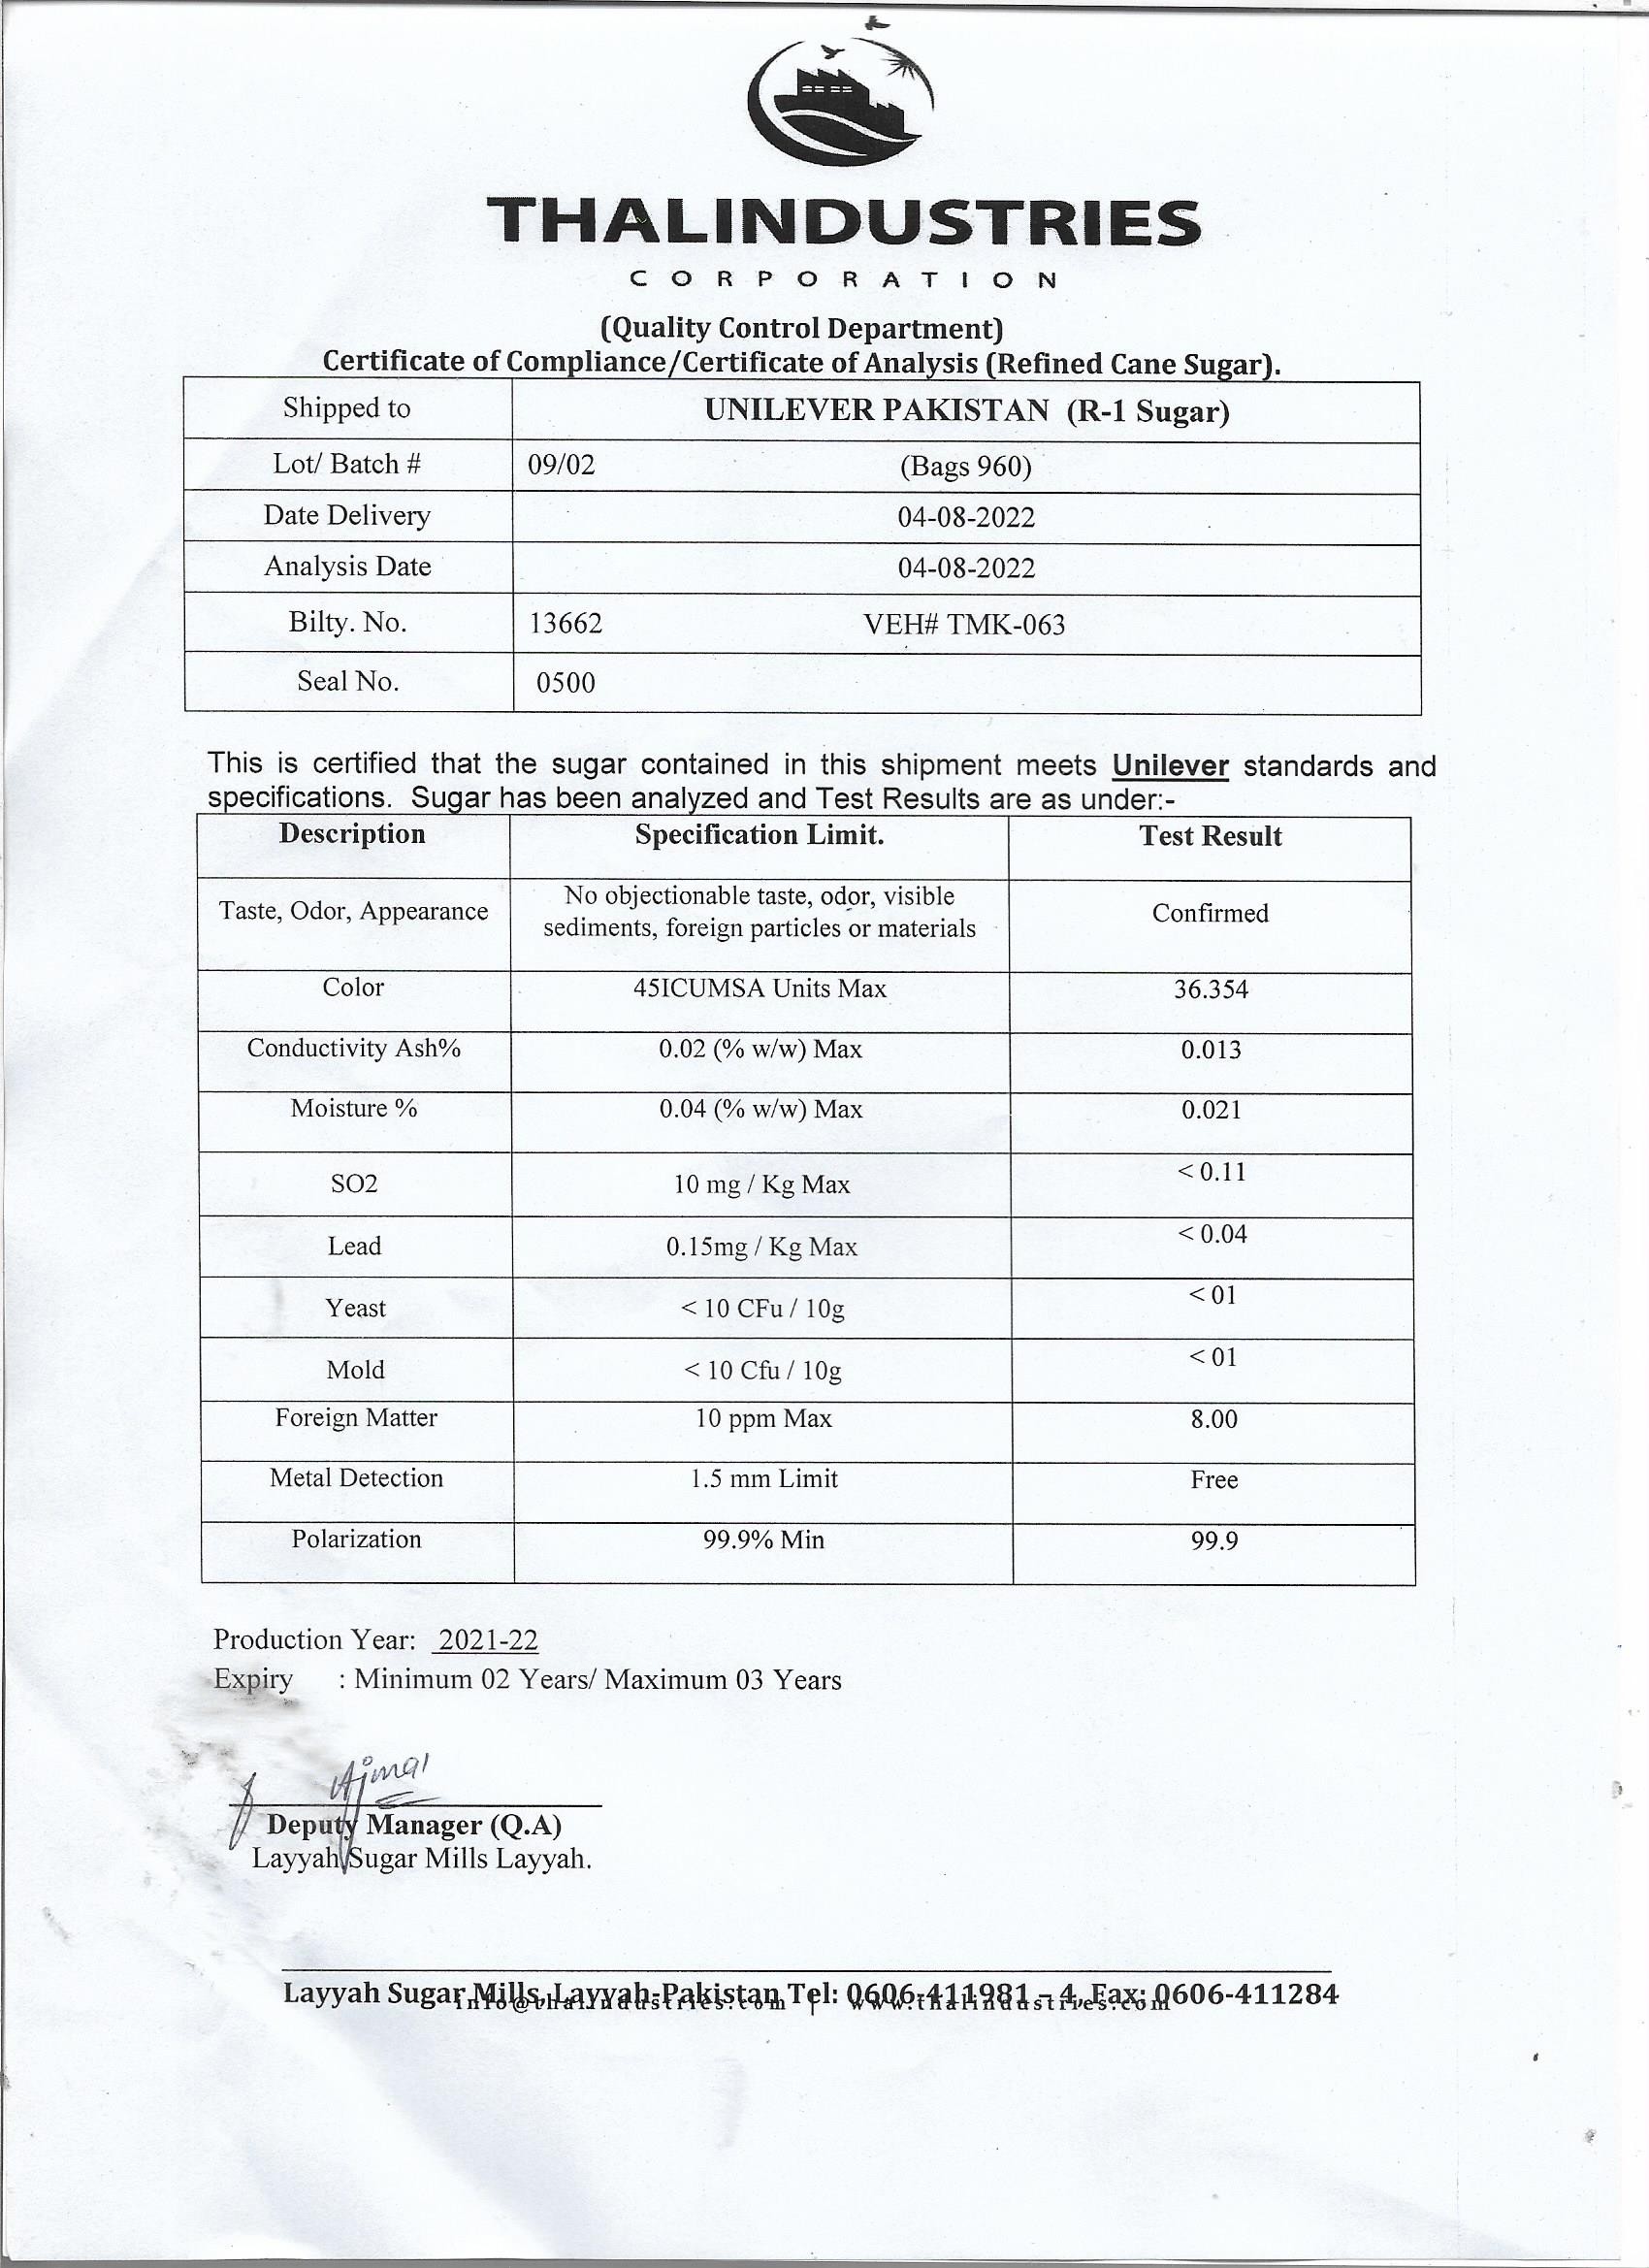 THALINDUSTRIES
CORPORATION
(Quality Control Department)
Certificate of Compliance/Certificate of Analysis (Refined Cane Sugar).
Shipped to UNILEVER PAKISTAN (R-1 Sugar)
Lot/ Batch # 09/02 (Bags 960)
Date Delivery 04-08-2022
Analysis Date 04-08-2022
Bilty. No. 13662 VEH# TMK-063
Seal No. 0500
This is certified that the sugar contained in this shipment meets Unilever standards and
specifications. Sugar has been analyzed and Test Results are as under:-
Description Specification Limit. Test Result
Taste, Odor, Appearance No objectionable taste, odor, visible
sediments, foreign particles or materials Confirmed
Color 45ICUMSA Units Max 36.354
Conductivity Ash% 0.02 (% w/w) Max 0.013
Moisture % 0.04 (% w/w) Max 0.021
SO2 10 mg / Kg Max < 0.11
Lead 0.15mg / Kg Max < 0.04
Yeast < 10 CFu / 10g < 01
Mold < 10 Cfu / 10g < 01
Foreign Matter 10 ppm Max 8.00
Metal Detection 1.5 mm Limit Free
Polarization 99.9% Min 99.9
Production Year: 2021-22
Expiry : Minimum 02 Years/ Maximum 03 Years
Ajmal
Deputy Manager (Q.A)
Layyah Sugar Mills Layyah.
Layyah Sugar Mills, Layyah-Pakistan Tel: 0606-411981 – 4, Fax: 0606-411284
info@thalindustries.com | www.thalindustries.com